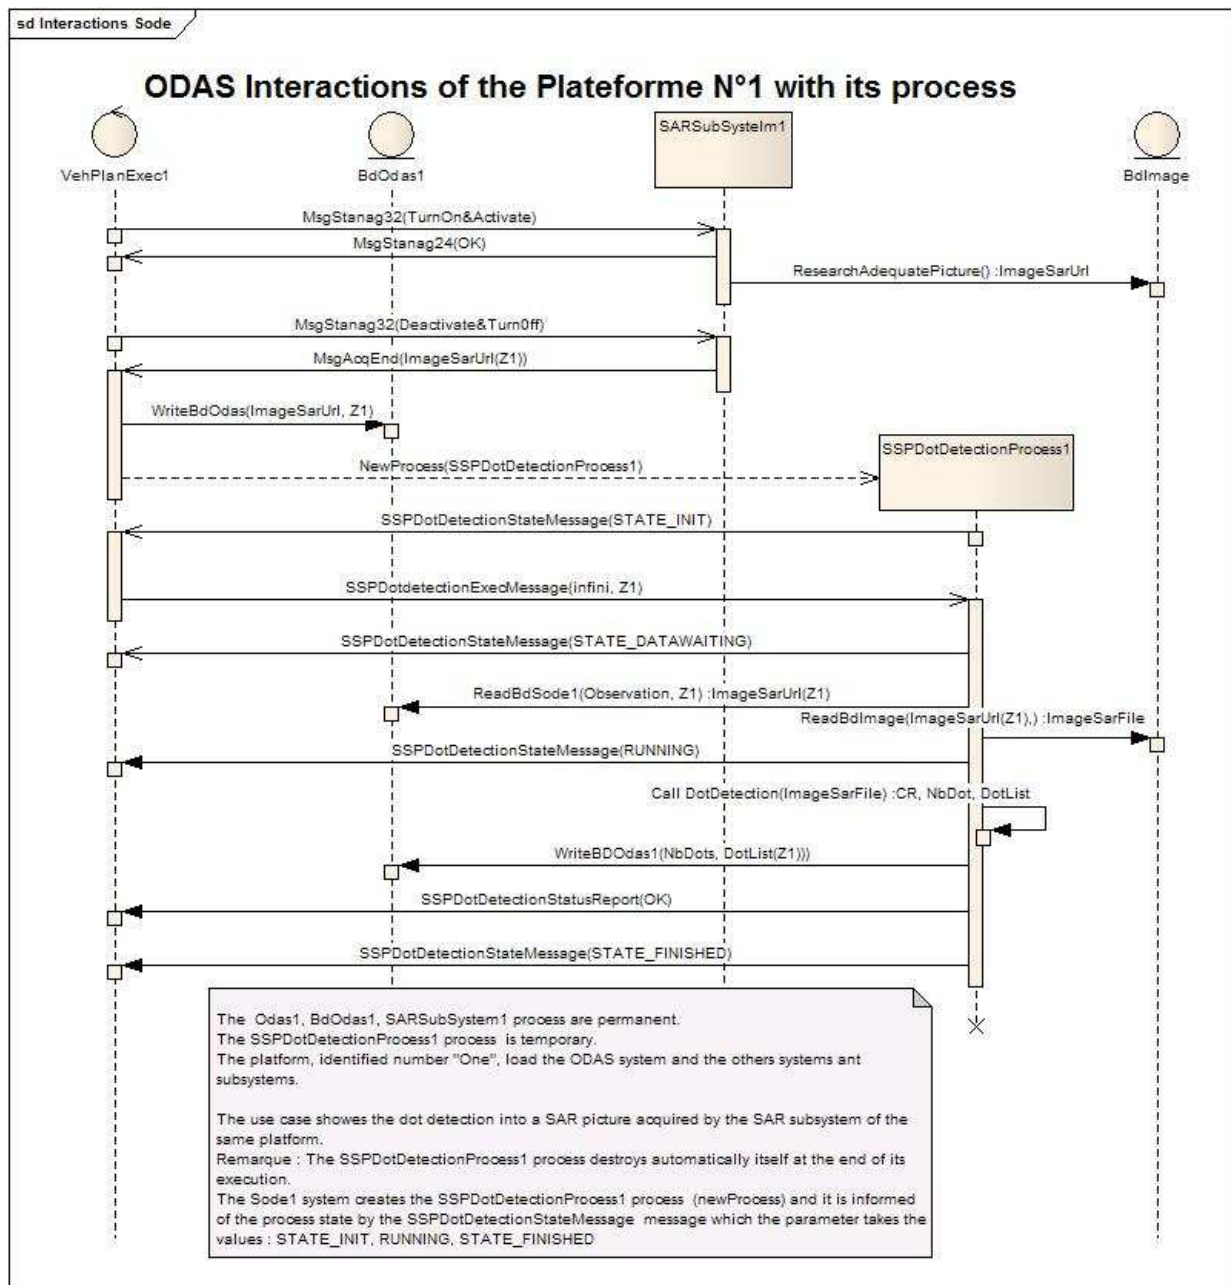 sd Interactions Sode
ODAS Interactions of the Plateforme N°1 with its process
VehPlanExec1
BdOdas1
SARSubSysteIm1
BdImage
MsgStanag32(TurnOn&Activate)
MsgStanag24(OK)
ResearchAdequatePicture() :ImageSarUrl
MsgStanag32(Deactivate&Turn0ff)
MsgAcqEnd(ImageSarUrl(Z1))
WriteBdOdas(ImageSarUrl, Z1)
SSPDotDetectionProcess1
NewProcess(SSPDotDetectionProcess1)
SSPDotDetectionStateMessage(STATE_INIT)
SSPDotdetectionExecMessage(infini, Z1)
SSPDotDetectionStateMessage(STATE_DATAWAITING)
ReadBdSode1(Observation, Z1) :ImageSarUrl(Z1)
ReadBdImage(ImageSarUrl(Z1),) :ImageSarFile
SSPDotDetectionStateMessage(RUNNING)
Call DotDetection(ImageSarFile) :CR, NbDot, DotList
WriteBDOdas1(NbDots, DotList(Z1)))
SSPDotDetectionStatusReport(OK)
SSPDotDetectionStateMessage(STATE_FINISHED)
The Odas1, BdOdas1, SARSubSystem1 process are permanent.
The SSPDotDetectionProcess1 process is temporary.
The platform, identified number "One", load the ODAS system and the others systems ant
subsystems.
The use case showes the dot detection into a SAR picture acquired by the SAR subsystem of the
same platform.
Remarque : The SSPDotDetectionProcess1 process destroys automatically itself at the end of its
execution.
The Sode1 system creates the SSPDotDetectionProcess1 process (newProcess) and it is informed
of the process state by the SSPDotDetectionStateMessage message which the parameter takes the
values : STATE_INIT, RUNNING, STATE_FINISHED